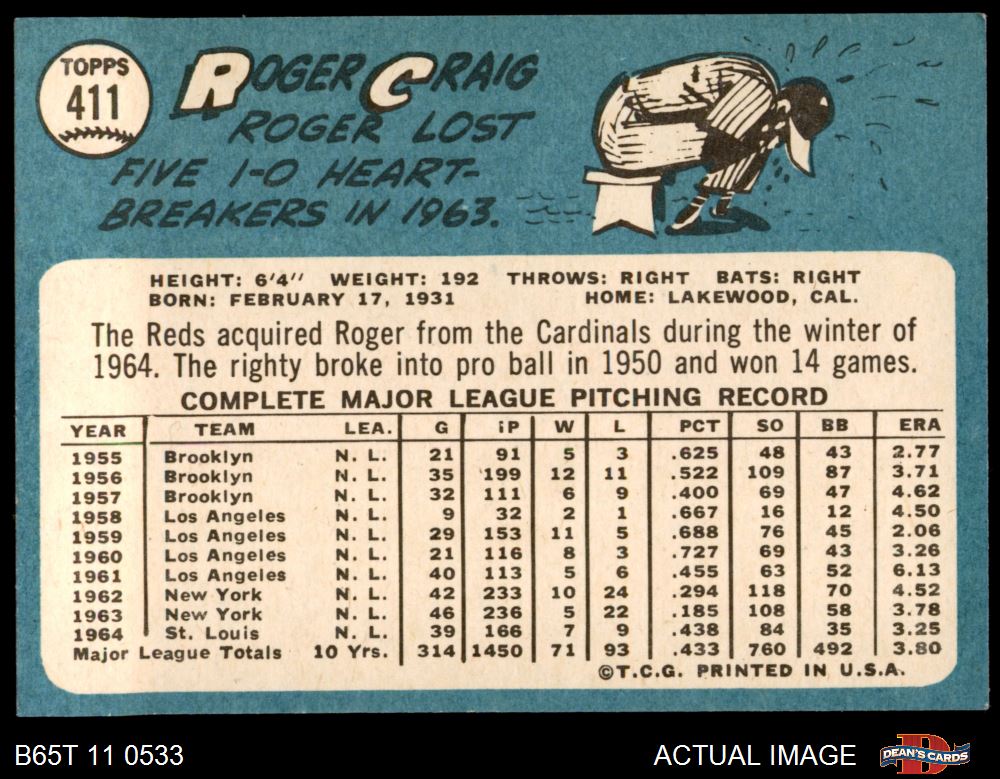 TOPPS
411
ROGER CRAIG
ROGER LOST
FIVE 1-0 HEART-
BREAKERS IN 1963.
HEIGHT: 6'4" WEIGHT: 192 THROWS: RIGHT BATS: RIGHT
BORN: FEBRUARY 17, 1931 HOME: LAKEWOOD, CAL.
The Reds acquired Roger from the Cardinals during the winter of
1964. The righty broke into pro ball in 1950 and won 14 games.
COMPLETE MAJOR LEAGUE PITCHING RECORD
YEAR TEAM LEA. G IP W L PCT SO BB ERA
1955 Brooklyn N. L. 21 91 5 3 .625 48 43 2.77
1956 Brooklyn N. L. 35 199 12 11 .522 109 87 3.71
1957 Brooklyn N. L. 32 111 6 9 .400 69 47 4.62
1958 Los Angeles N. L. 9 32 2 1 .667 16 12 4.50
1959 Los Angeles N. L. 29 153 11 5 .688 76 45 2.06
1960 Los Angeles N. L. 21 116 8 3 .727 69 43 3.26
1961 Los Angeles N. L. 40 113 5 6 .455 63 52 6.13
1962 New York N. L. 42 233 10 24 .294 118 70 4.52
1963 New York N. L. 46 236 5 22 .185 108 58 3.78
1964 St. Louis N. L. 39 166 7 9 .438 84 35 3.25
Major League Totals 10 Yrs. 314 1450 71 93 .433 760 492 3.80
©T.C.G. PRINTED IN U.S.A.
B65T 11 0533 ACTUAL IMAGE DEAN'S CARDS